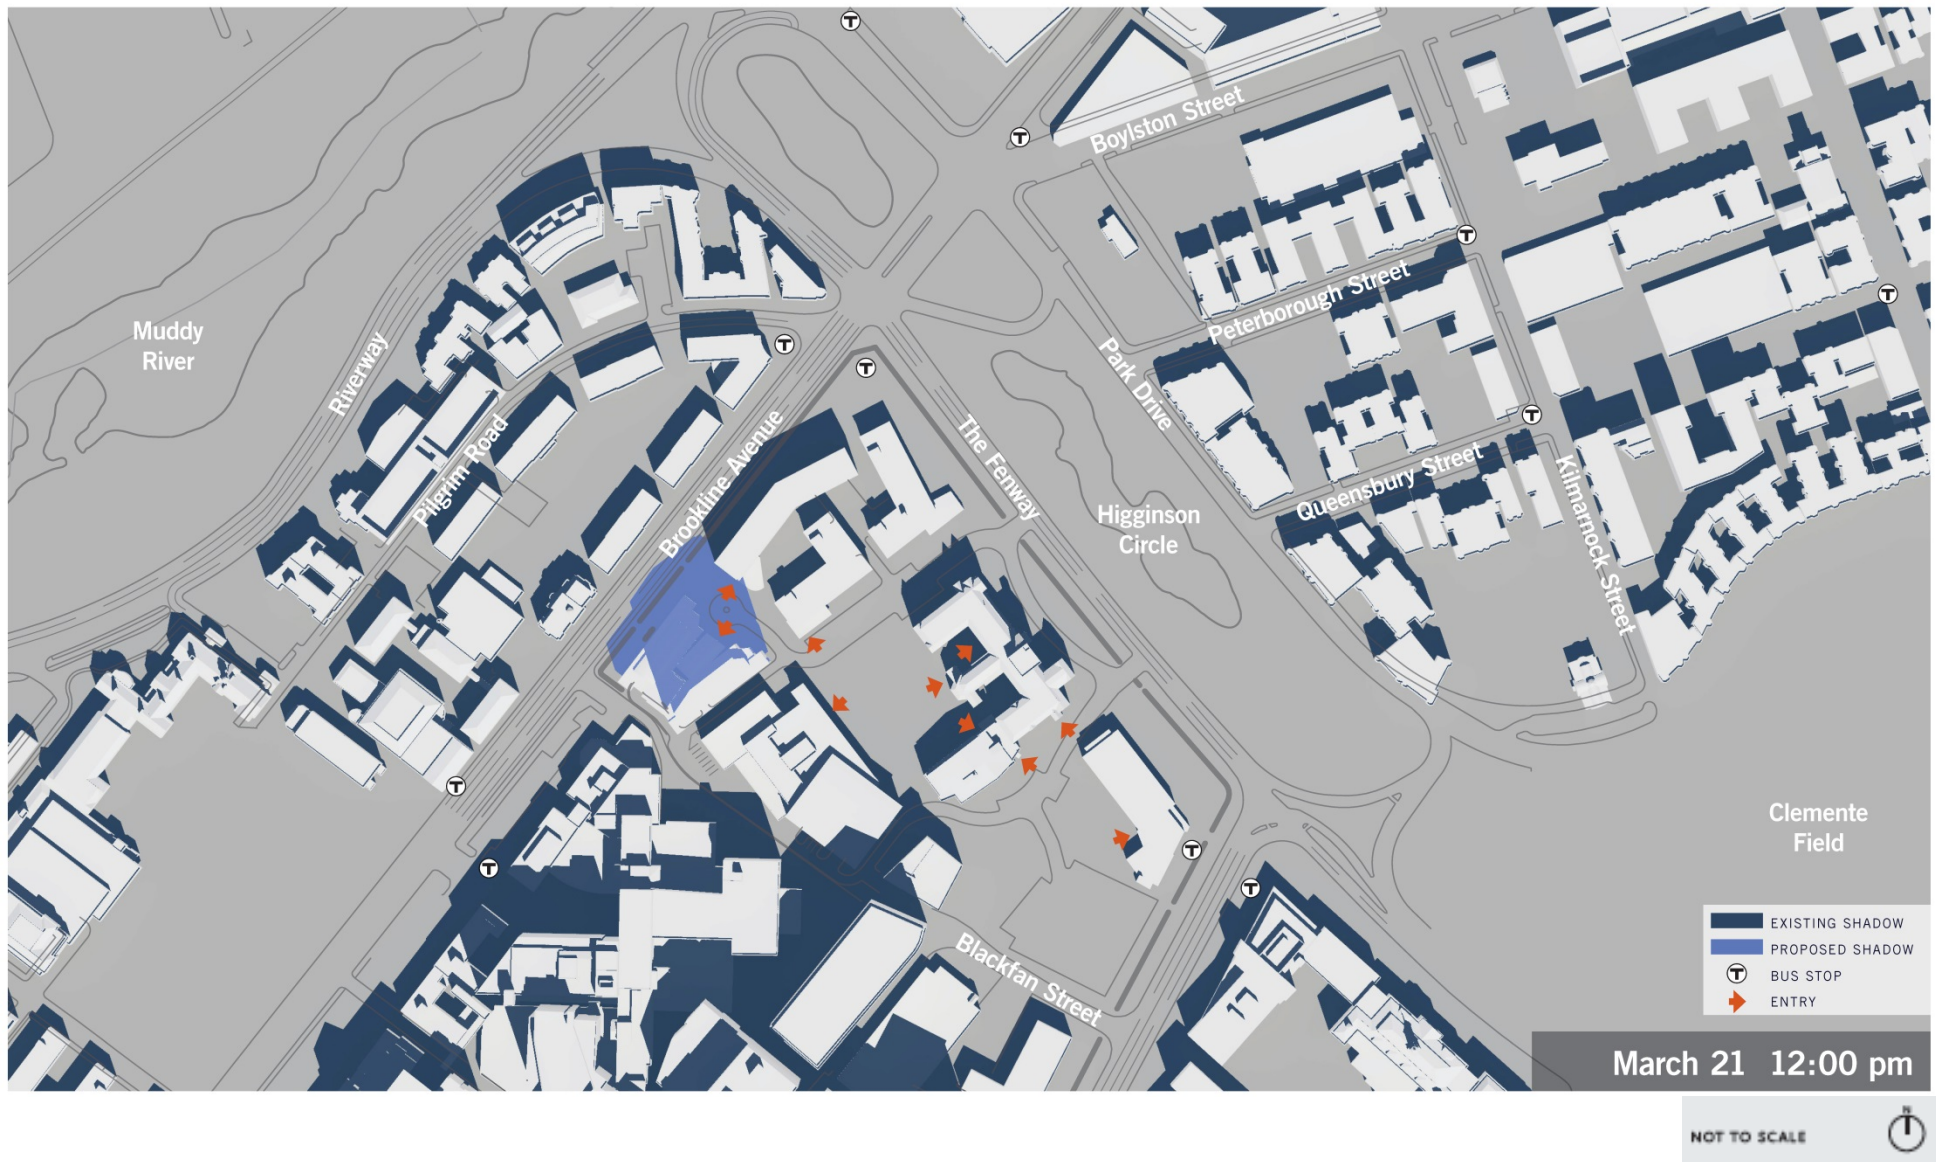 Boylston Street
Muddy
River
Riverway
Peterborough Street
Park Drive
Pilgrim Road
Brookline Avenue
The Fenway
Queensbury Street
Kilmarnock Street
Higginson
Circle
Clemente
Field
Blackfan Street
T
T
T
T
T
T
T
T
T
T
T
EXISTING SHADOW
PROPOSED SHADOW
T BUS STOP
ENTRY
March 21 12:00 pm
NOT TO SCALE
N